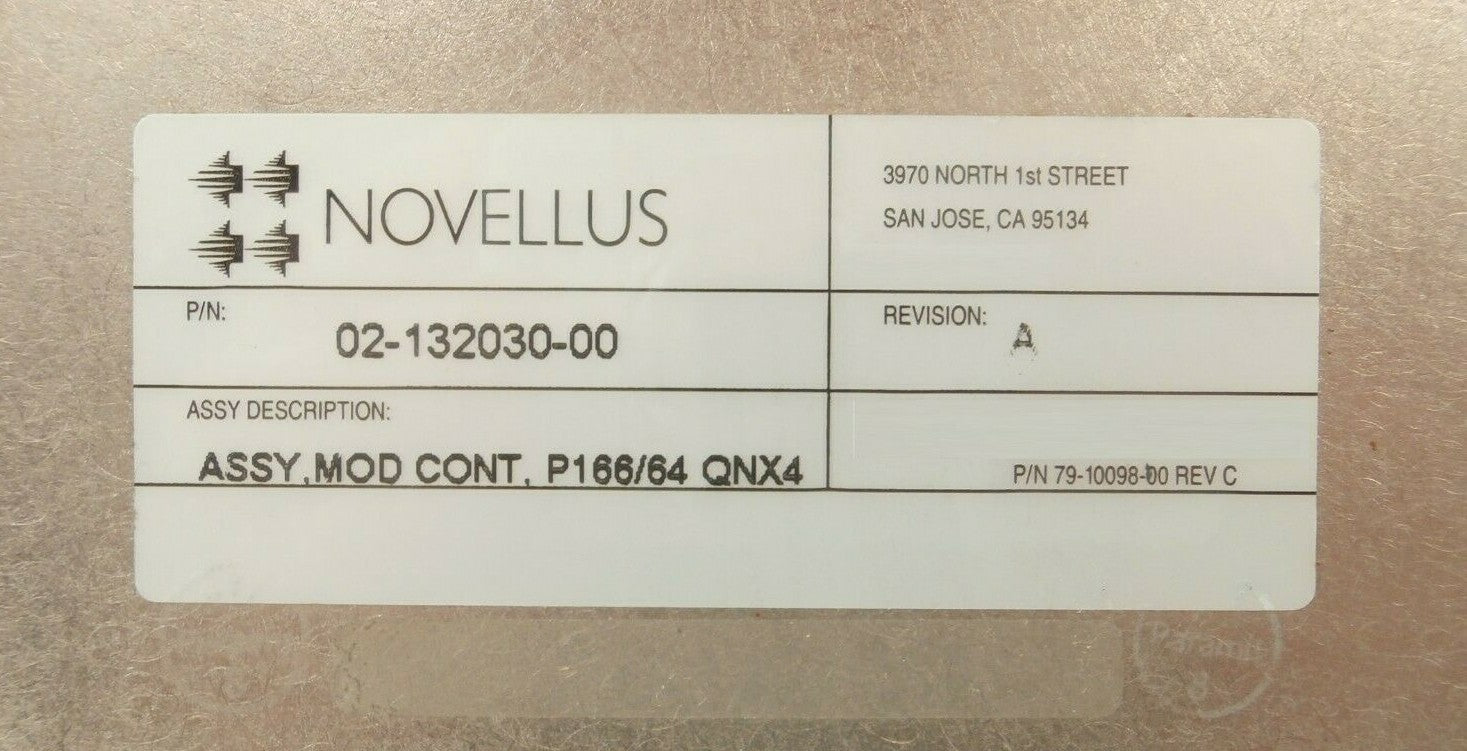 NOVELLUS
3970 NORTH 1st STREET
SAN JOSE, CA 95134
P/N:
02-132030-00
REVISION:
A
ASSY DESCRIPTION:
ASSY,MOD CONT, P166/64 QNX4
P/N 79-10098-00 REV C